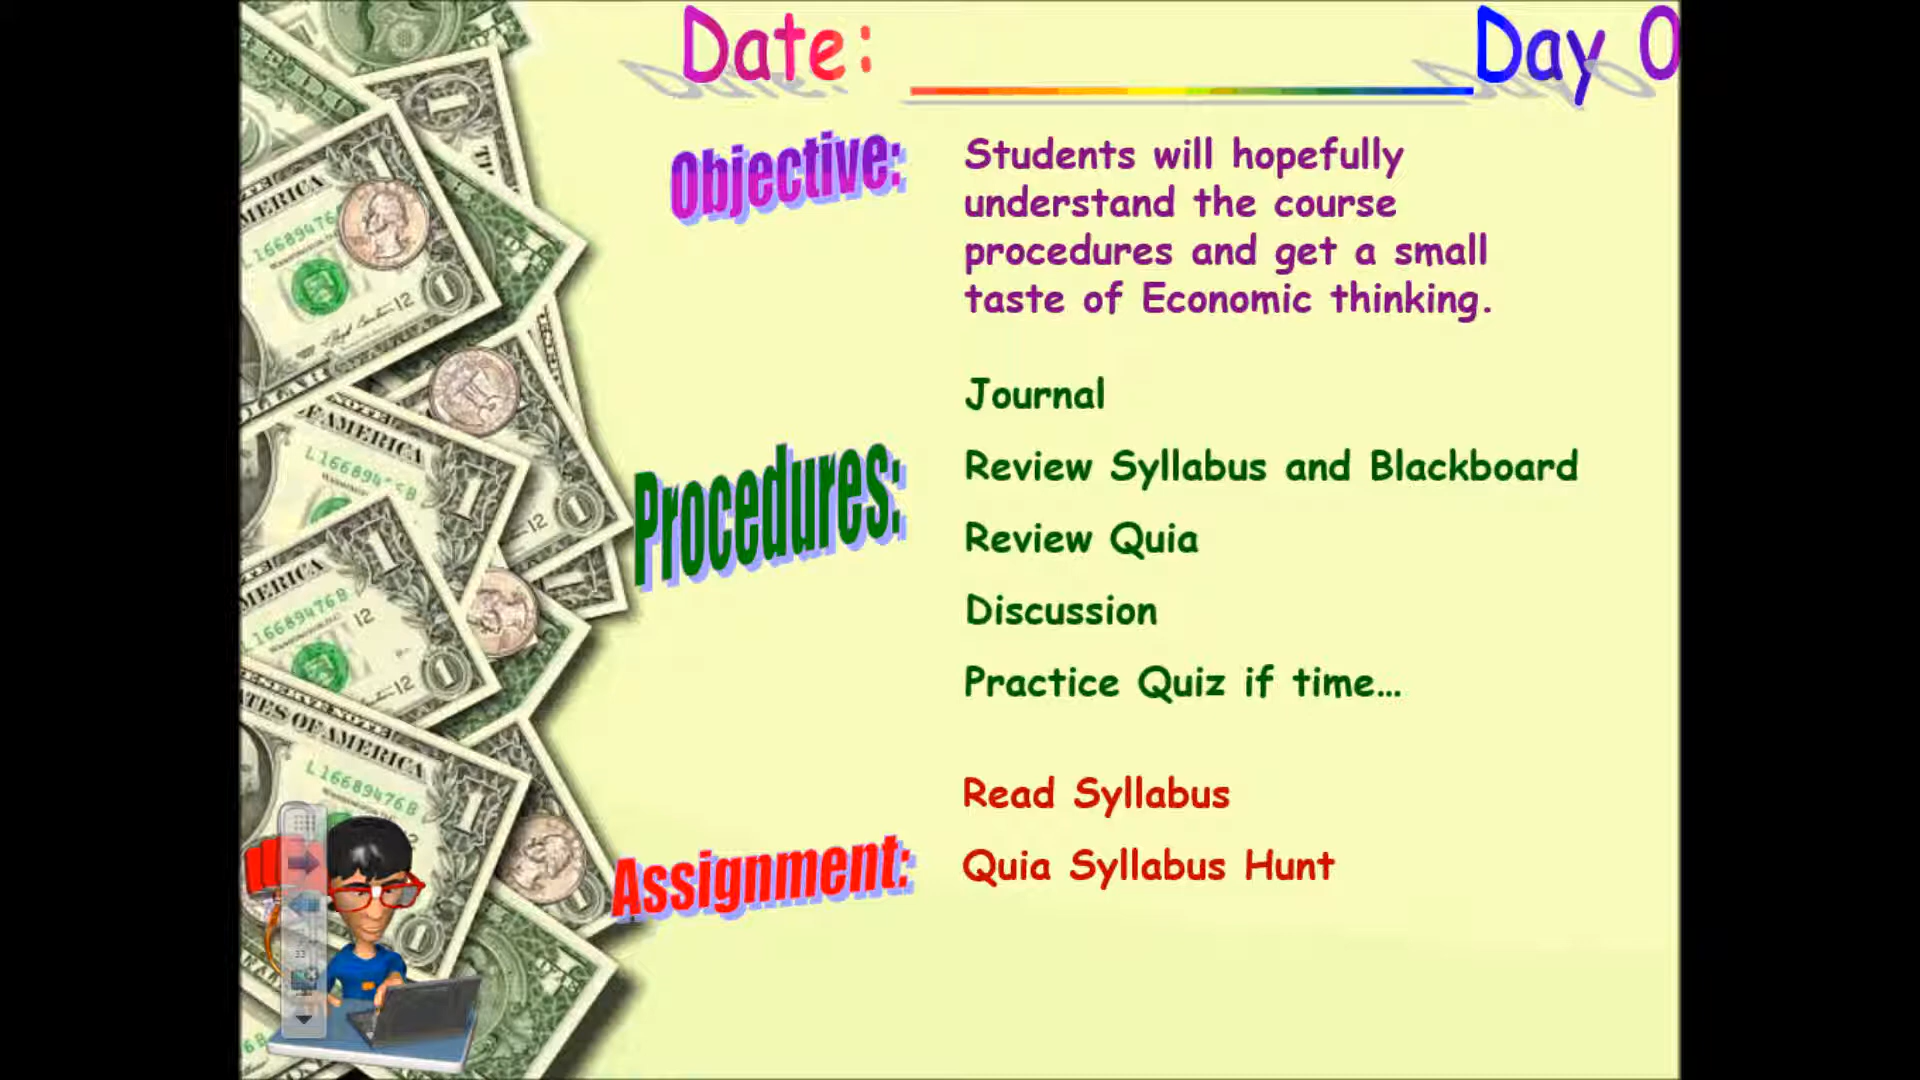 Date: Day 0
Objective:
Students will hopefully
understand the course
procedures and get a small
taste of Economic thinking.
Procedures:
Journal
Review Syllabus and Blackboard
Review Quia
Discussion
Practice Quiz if time...
Assignment:
Read Syllabus
Quia Syllabus Hunt
33